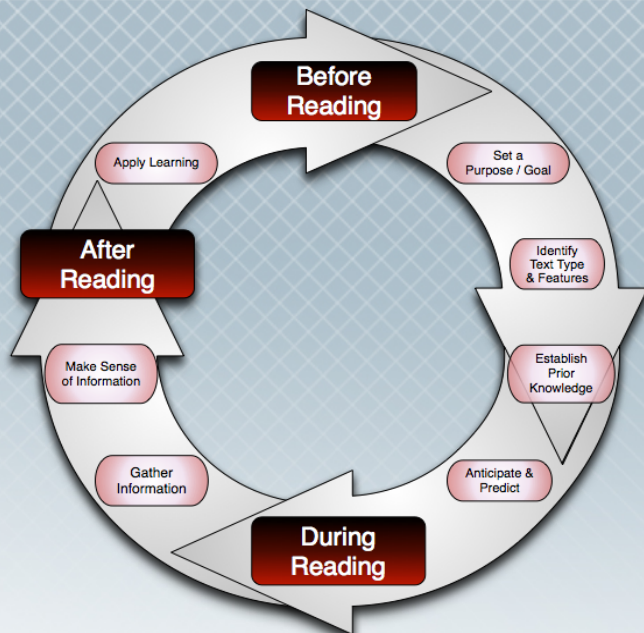 Before
Reading
Set a
Purpose / Goal
Identify
Text Type
& Features
Establish
Prior
Knowledge
Anticipate &
Predict
During
Reading
Gather
Information
Make Sense
of Information
After
Reading
Apply Learning